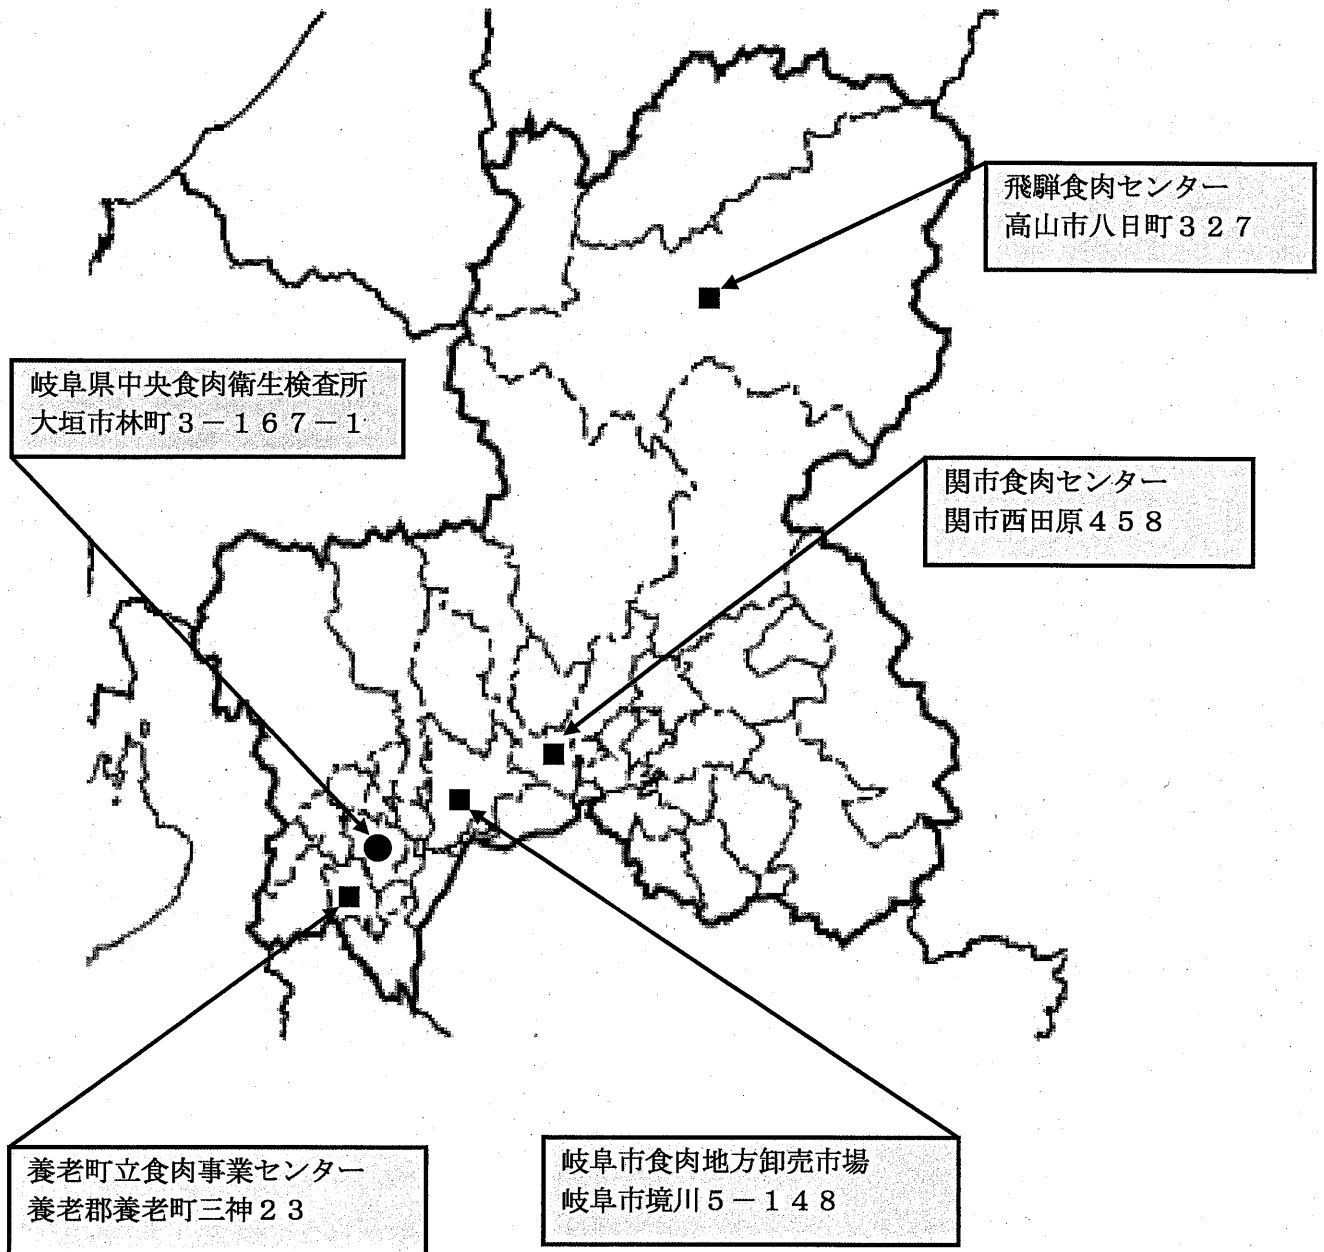 飛騨食肉センター
高山市八日町３２７
岐阜県中央食肉衛生検査所
大垣市林町３－１６７－１
関市食肉センター
関市西田原４５８
養老町立食肉事業センター
養老郡養老町三神２３
岐阜市食肉地方卸売市場
岐阜市境川５－１４８